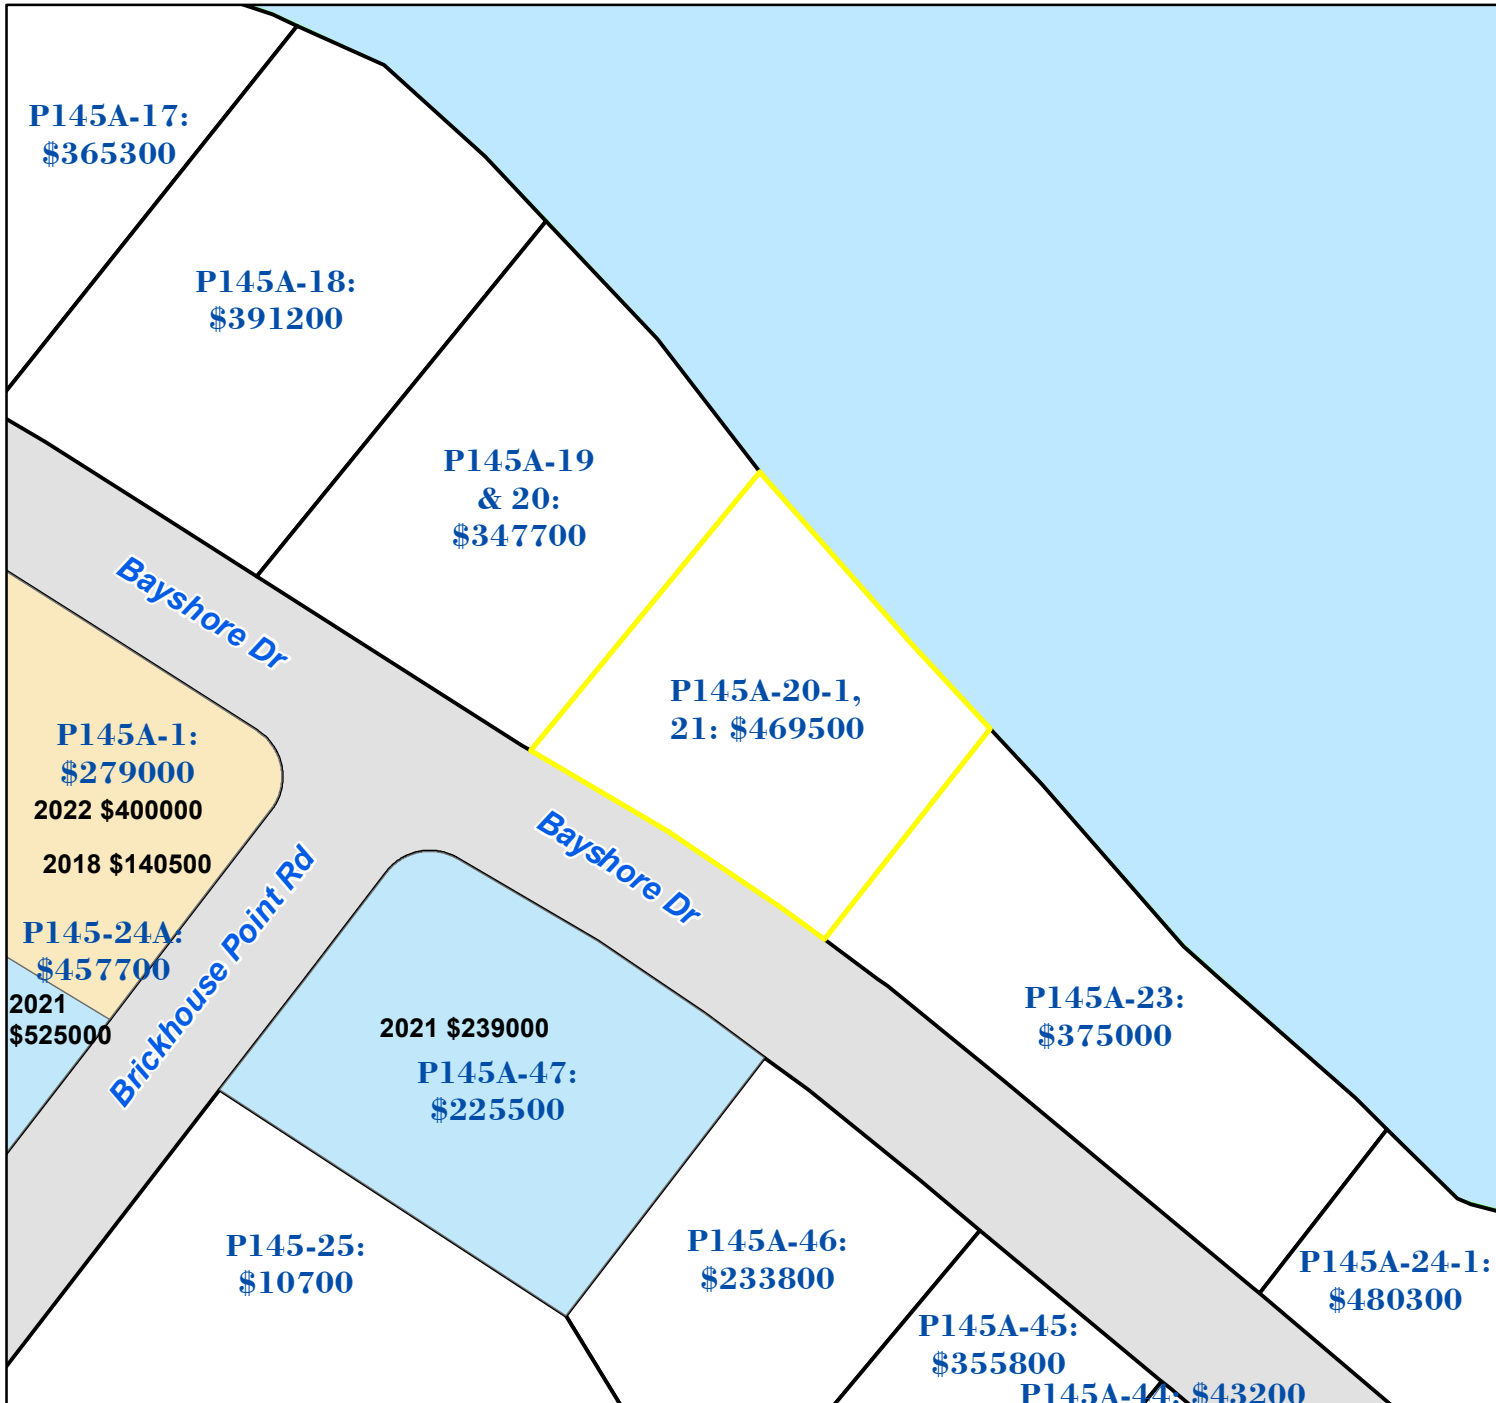 P145A-17:
$365300
P145A-18:
$391200
P145A-19
& 20:
$347700
Bayshore Dr
P145A-20-1,
21: $469500
P145A-1:
$279000
2022 $400000
2018 $140500
Bayshore Dr
Brickhouse Point Rd
P145-24A:
$457700
2021
$525000
2021 $239000
P145A-47:
$225500
P145A-23:
$375000
P145-25:
$10700
P145A-46:
$233800
P145A-24-1:
$480300
P145A-45:
$355800
P145A-44: $43200